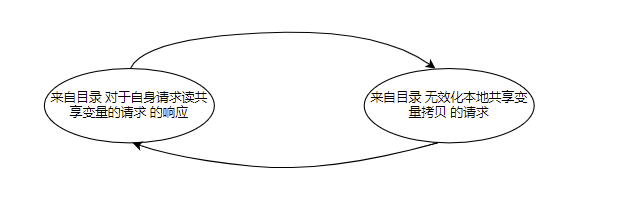 来自目录 对于自身请求读共
享变量的请求 的响应
来自目录 无效化本地共享变
量拷贝 的请求